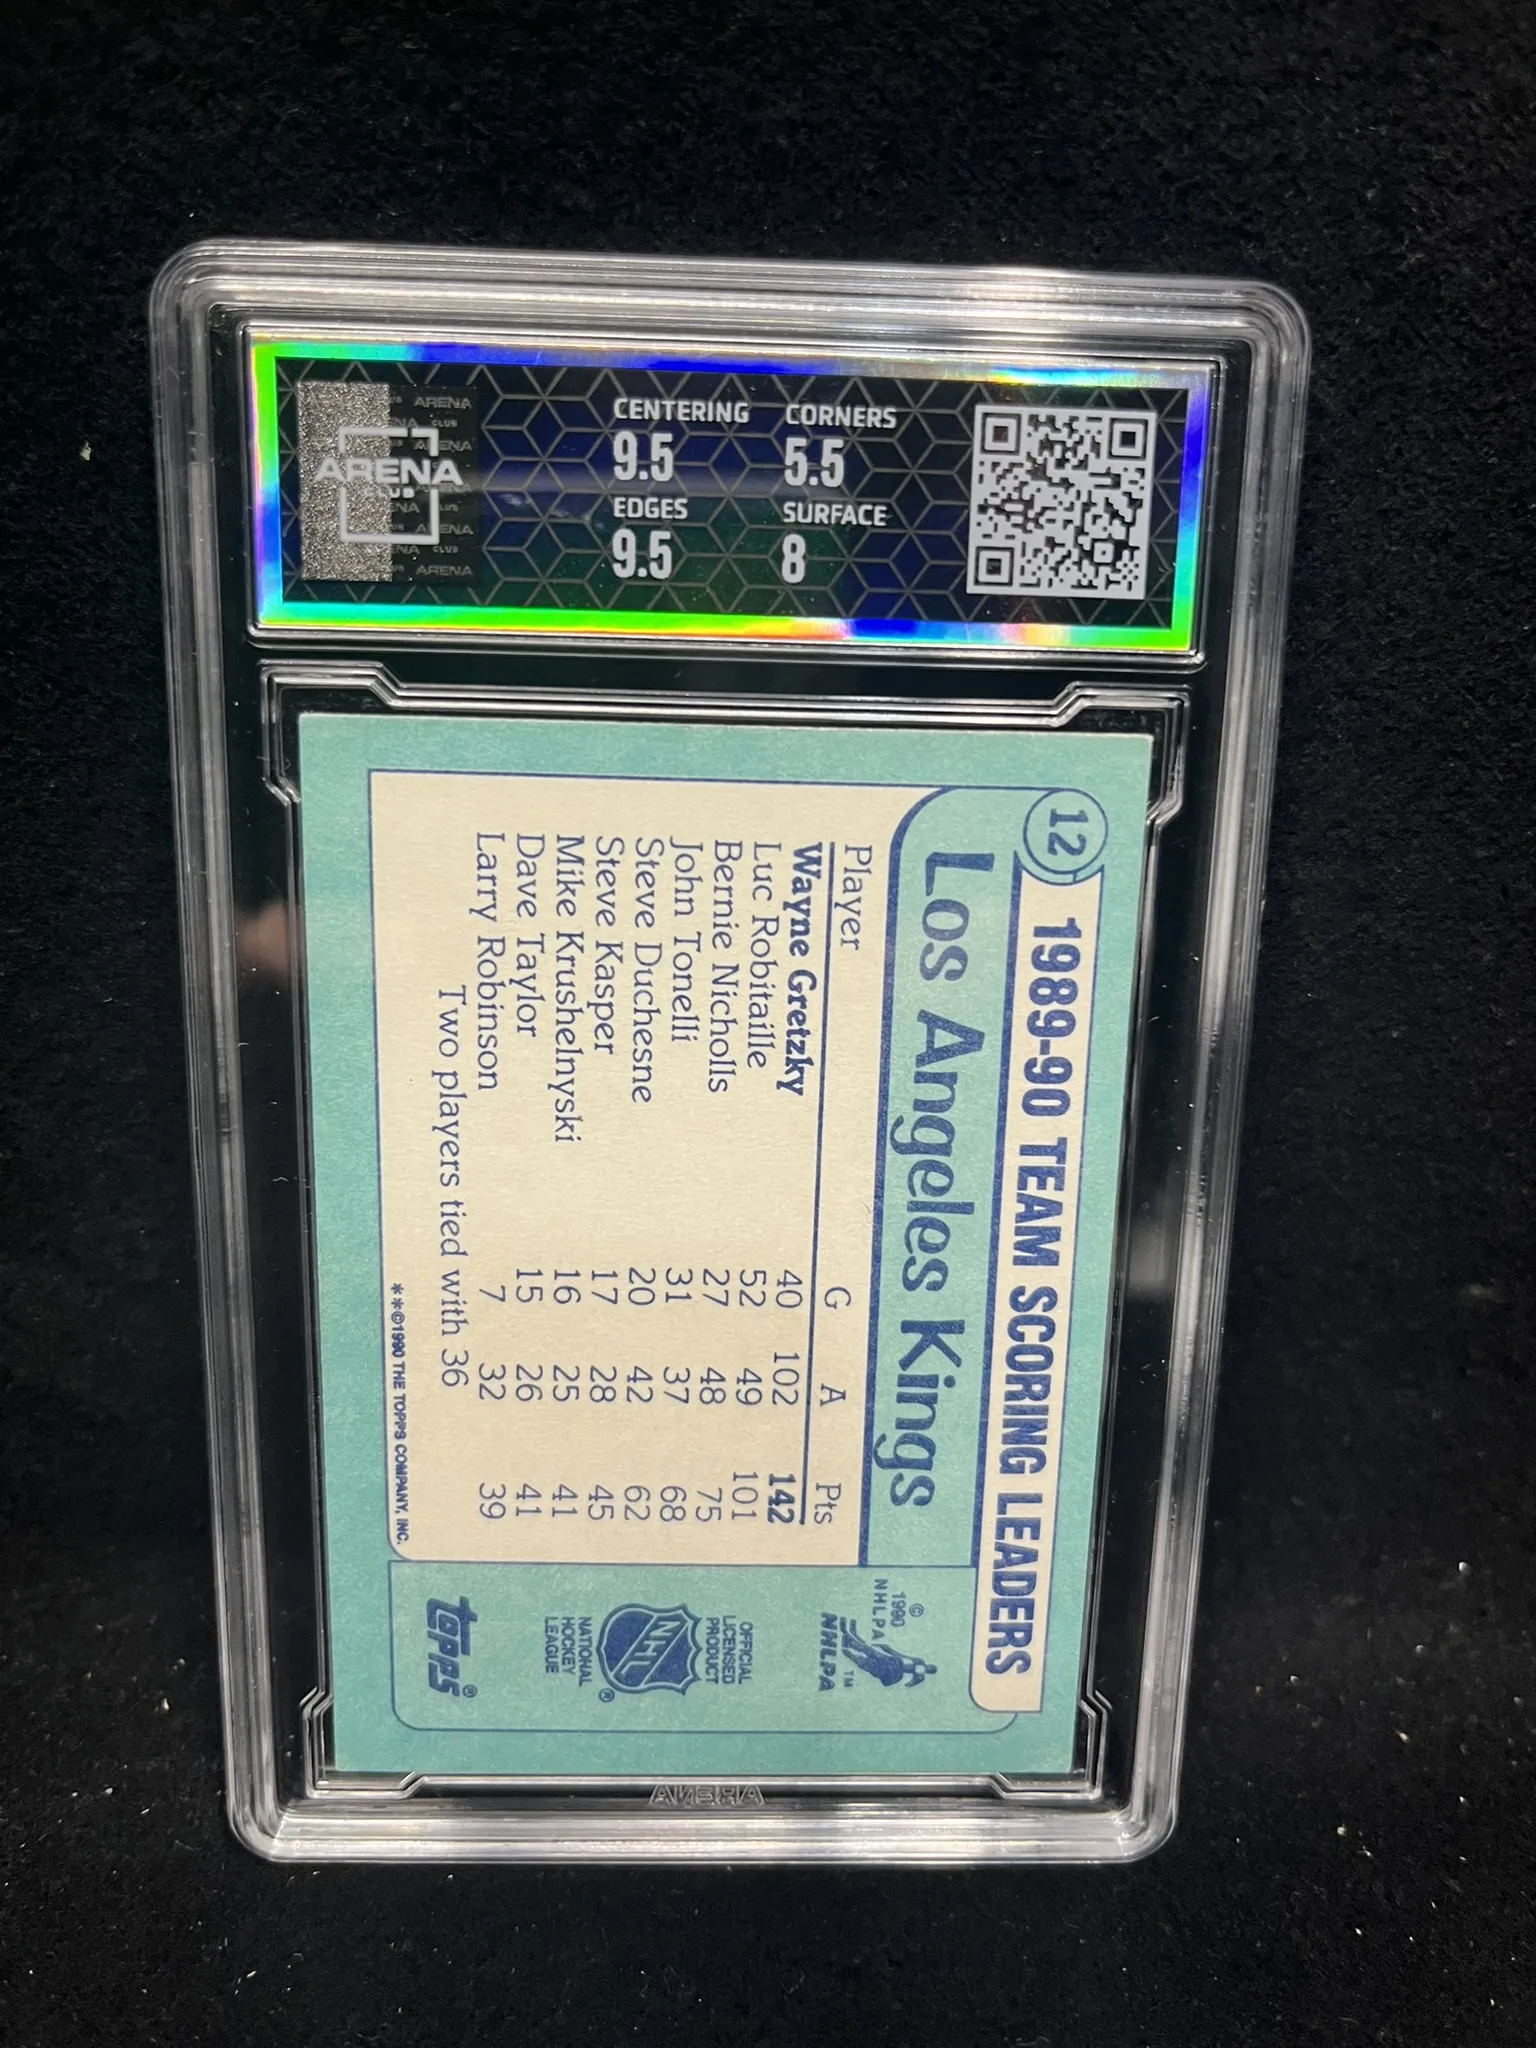 ARENA
CLUB
CENTERING CORNERS
9.5 5.5
EDGES SURFACE
9.5 8
12
1989-90 TEAM SCORING LEADERS
Los Angeles Kings
Player G A Pts
Wayne Gretzky 40 102 142
Luc Robitaille 52 49 101
Bernie Nicholls 27 48 75
John Tonelli 31 37 68
Steve Duchesne 20 42 62
Steve Kasper 17 28 45
Mike Krushelnyski 16 25 41
Dave Taylor 15 26 41
Larry Robinson 7 32 39
Two players tied with 36
**©1990 THE TOPPS COMPANY, INC.
©
1990
NHLPA
NHLPA™
OFFICIAL
LICENSED
PRODUCT
NHL
®
NATIONAL
HOCKEY
LEAGUE
TOPPS®
ARENA